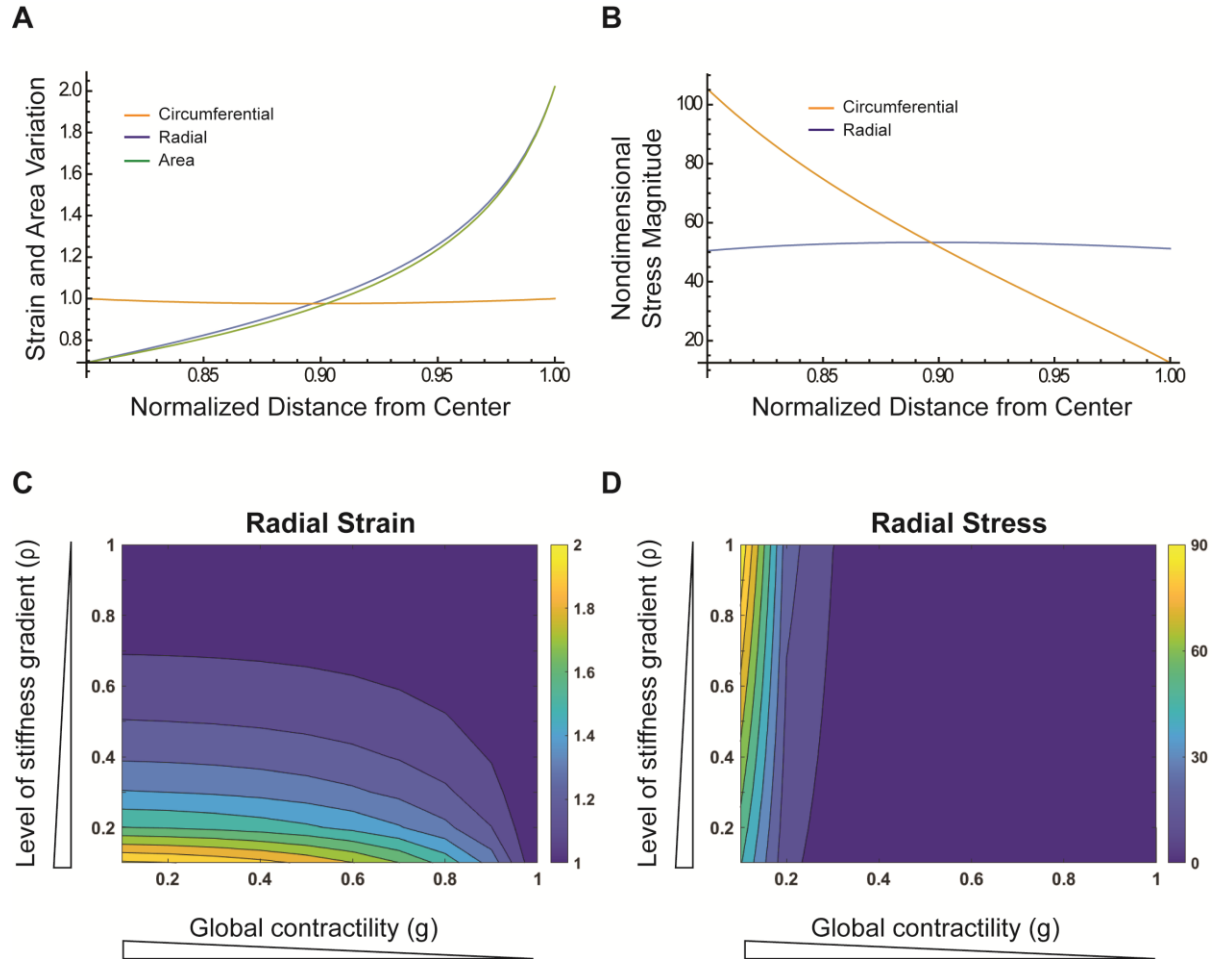 A
Strain and Area Variation
2.0
1.8
1.6
1.4
1.2
1.0
0.8
Circumferential
Radial
Area
0.85
0.90
0.95
1.00
Normalized Distance from Center
B
Nondimensional
Stress Magnitude
100
80
60
40
20
Circumferential
Radial
0.85
0.90
0.95
1.00
Normalized Distance from Center
C
Radial Strain
Level of stiffness gradient (ρ)
1
0.8
0.6
0.4
0.2
0.2
0.4
0.6
0.8
1
2
1.8
1.6
1.4
1.2
1
Global contractility (g)
D
Radial Stress
Level of stiffness gradient (ρ)
1
0.8
0.6
0.4
0.2
0.2
0.4
0.6
0.8
1
90
60
30
0
Global contractility (g)